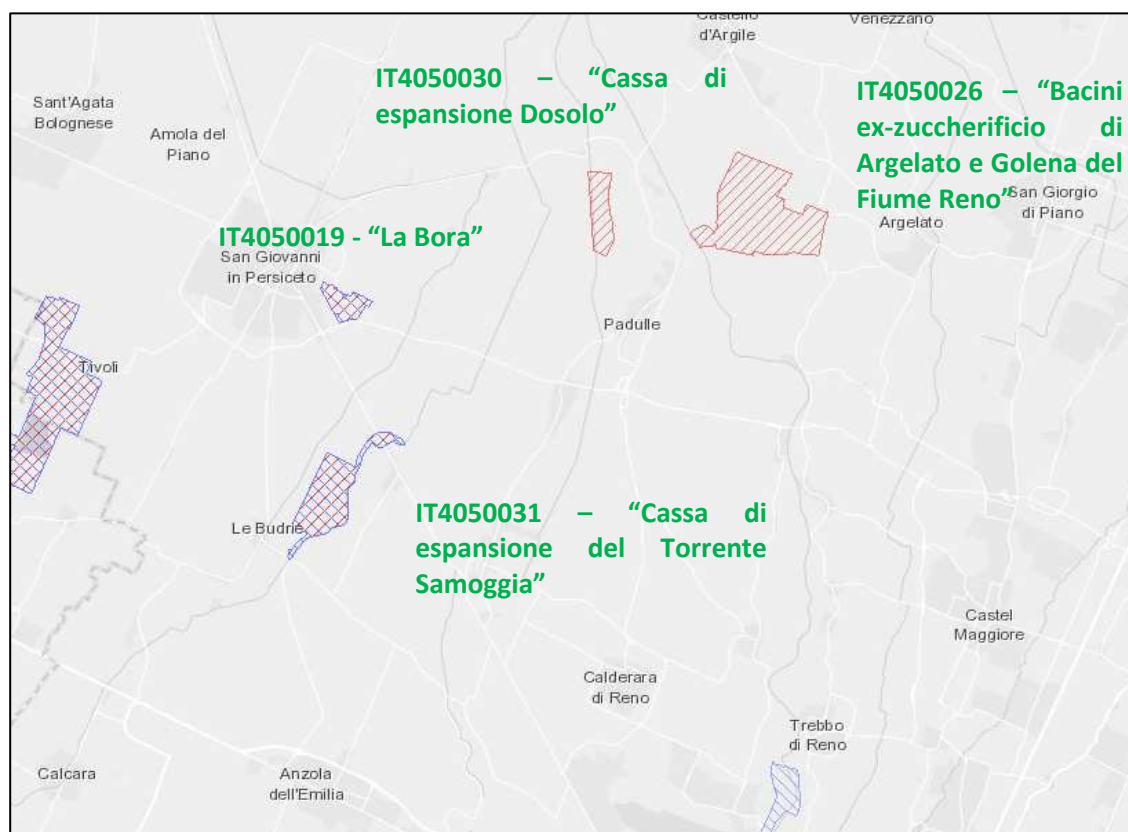 Castello
d'Argile
Venezzano
IT4050030 – “Cassa di
espansione Dosolo”
IT4050026 – “Bacini
ex-zuccherificio di
Argelato e Golena del
Fiume Reno”
Sant'Agata
Bolognese
Amola del
Piano
San Giorgio
di Piano
Argelato
IT4050019 - “La Bora”
San Giovanni
in Persiceto
Padulle
Tivoli
IT4050031 – “Cassa di
espansione del Torrente
Samoggia”
Le Budrie
Castel
Maggiore
Calderara
di Reno
Trebbo
di Reno
Calcara
Anzola
dell'Emilia